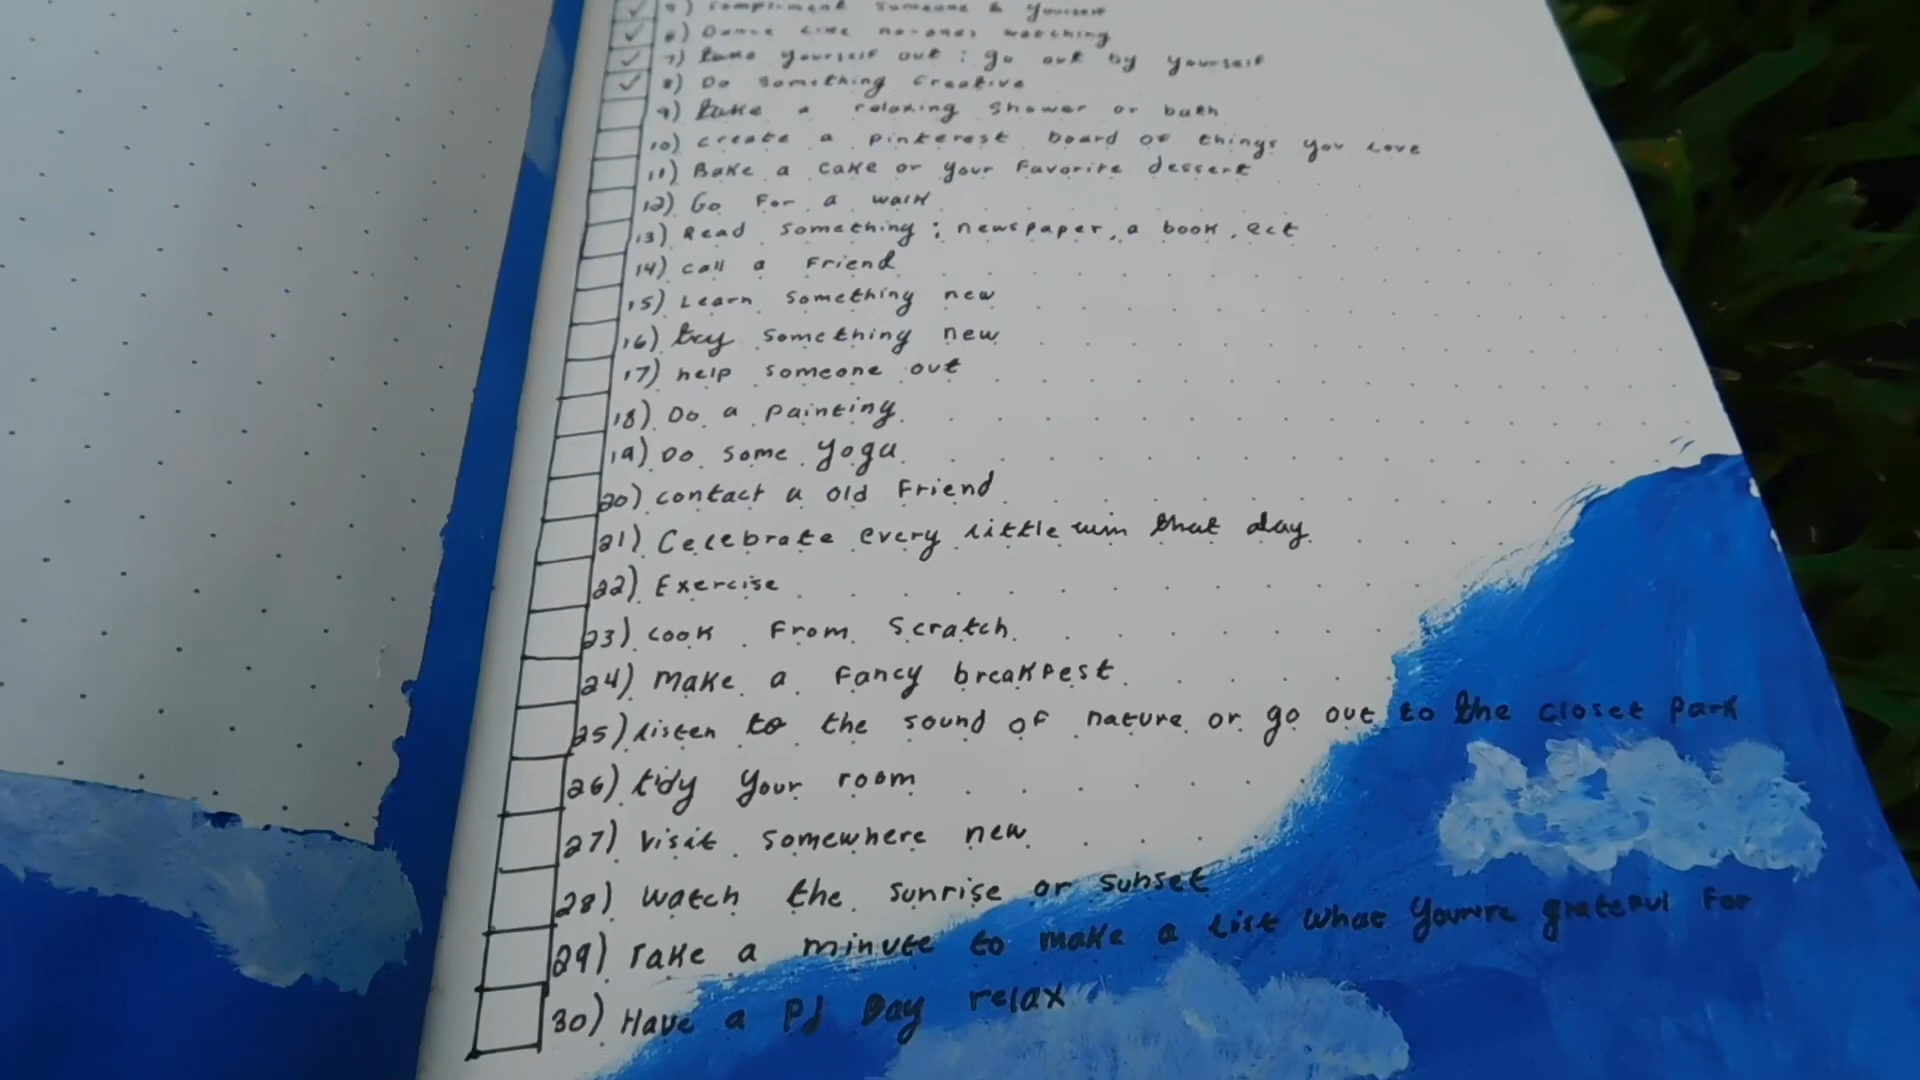 5) Compliment Someone & yourself
6) Dance Like no-ones watching
7) take yourself out ; go out by yourself
8) Do Something Creative
9) take a relaxing Shower or bath
10) create a pinterest board of things you Love
11) Bake a cake or your Favorite dessert
12) Go For a walk
13) Read Something ; newspaper, a book, ect
14) call a Friend
15) Learn Something new
16) try Something new
17) help someone out
18) Do a painting
19) Do some yoga
20) contact a old Friend
21) Celebrate every little win that day
22) Exercise
23) cook From Scratch
24) Make a Fancy breakfest
25) listen to the sound of nature or go out to the closet park
26) tidy your room
27) Visit Somewhere new
28) Watch the sunrise or sunset
29) Take a minute to make a list what grateful for
30) Have a PJ Day relax